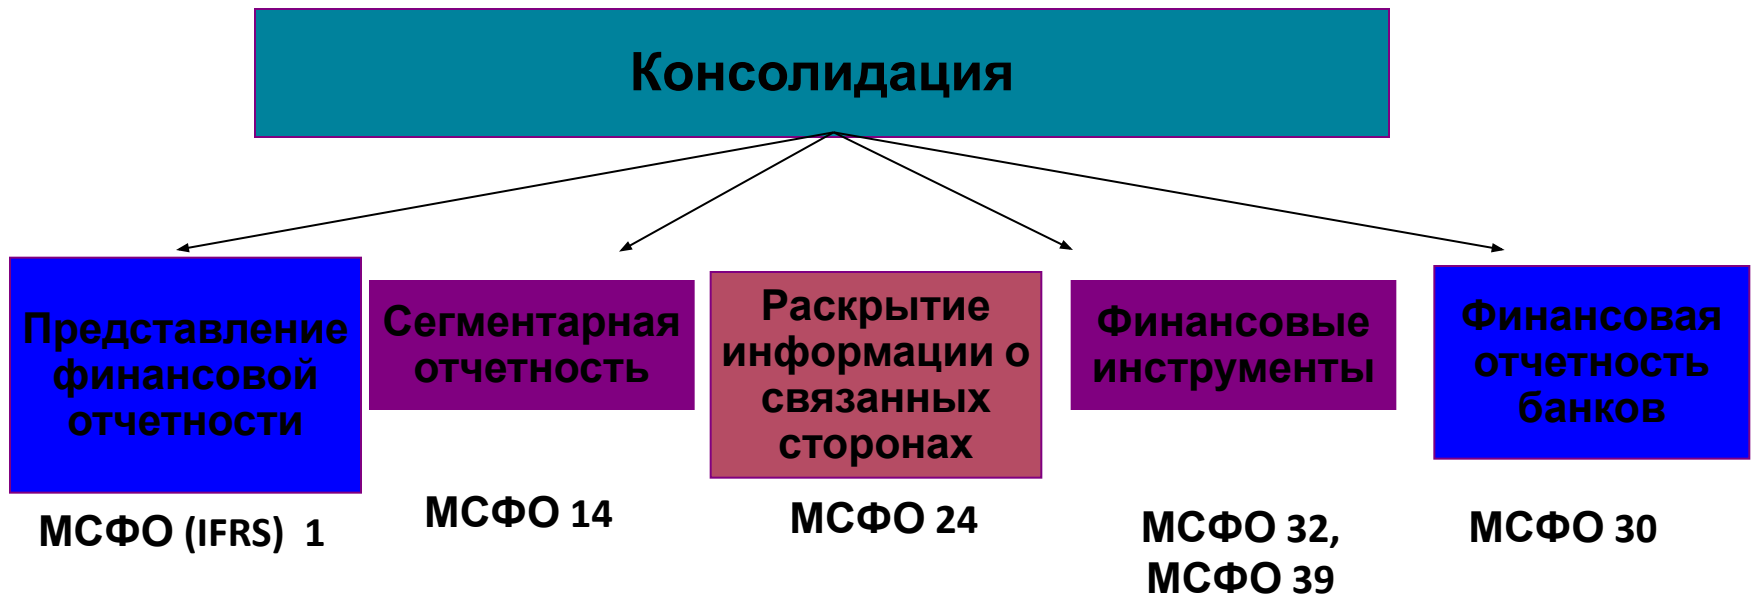 Консолидация
Представление
финансовой
отчетности
МСФО (IFRS) 1
Сегментарная
отчетность
МСФО 14
Раскрытие
информации о
связанных
сторонах
МСФО 24
Финансовые
инструменты
МСФО 32,
МСФО 39
Финансовая
отчетность
банков
МСФО 30